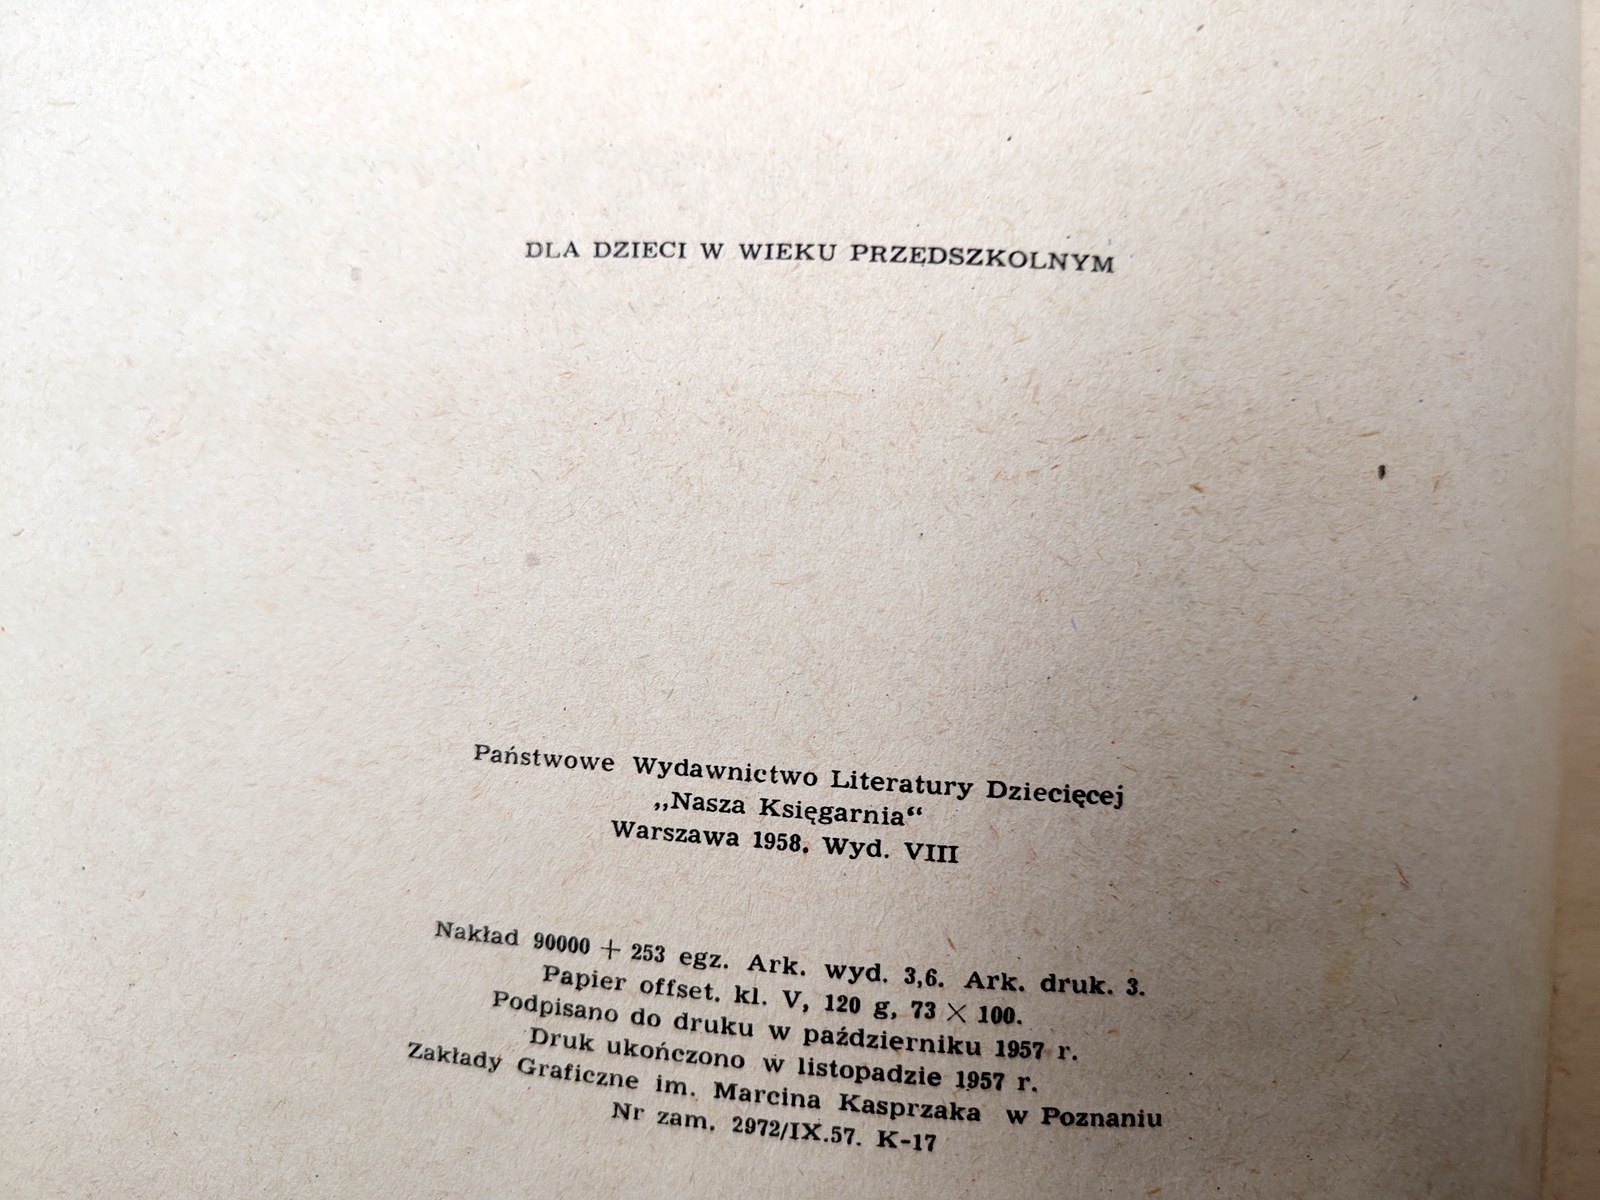 DLA DZIECI W WIEKU PRZEDSZKOLNYM
Państwowe Wydawnictwo Literatury Dziecięcej
„Nasza Księgarnia“
Warszawa 1958. Wyd. VIII
Nakład 90000 + 253 egz. Ark. wyd. 3,6. Ark. druk. 3.
Papier offset. kl. V, 120 g, 73 × 100.
Podpisano do druku w październiku 1957 r.
Druk ukończono w listopadzie 1957 r.
Zakłady Graficzne im. Marcina Kasprzaka w Poznaniu
Nr zam. 2972/IX.57. K-17